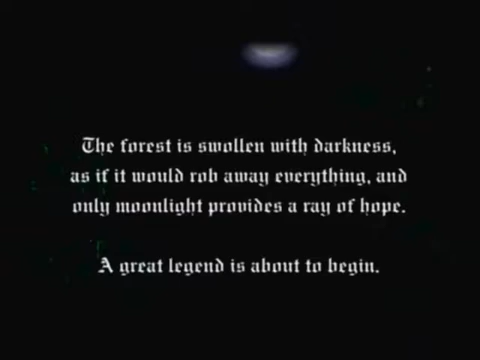 The forest is swollen with darkness,
as if it would rob away everything, and
only moonlight provides a ray of hope.
A great legend is about to begin.